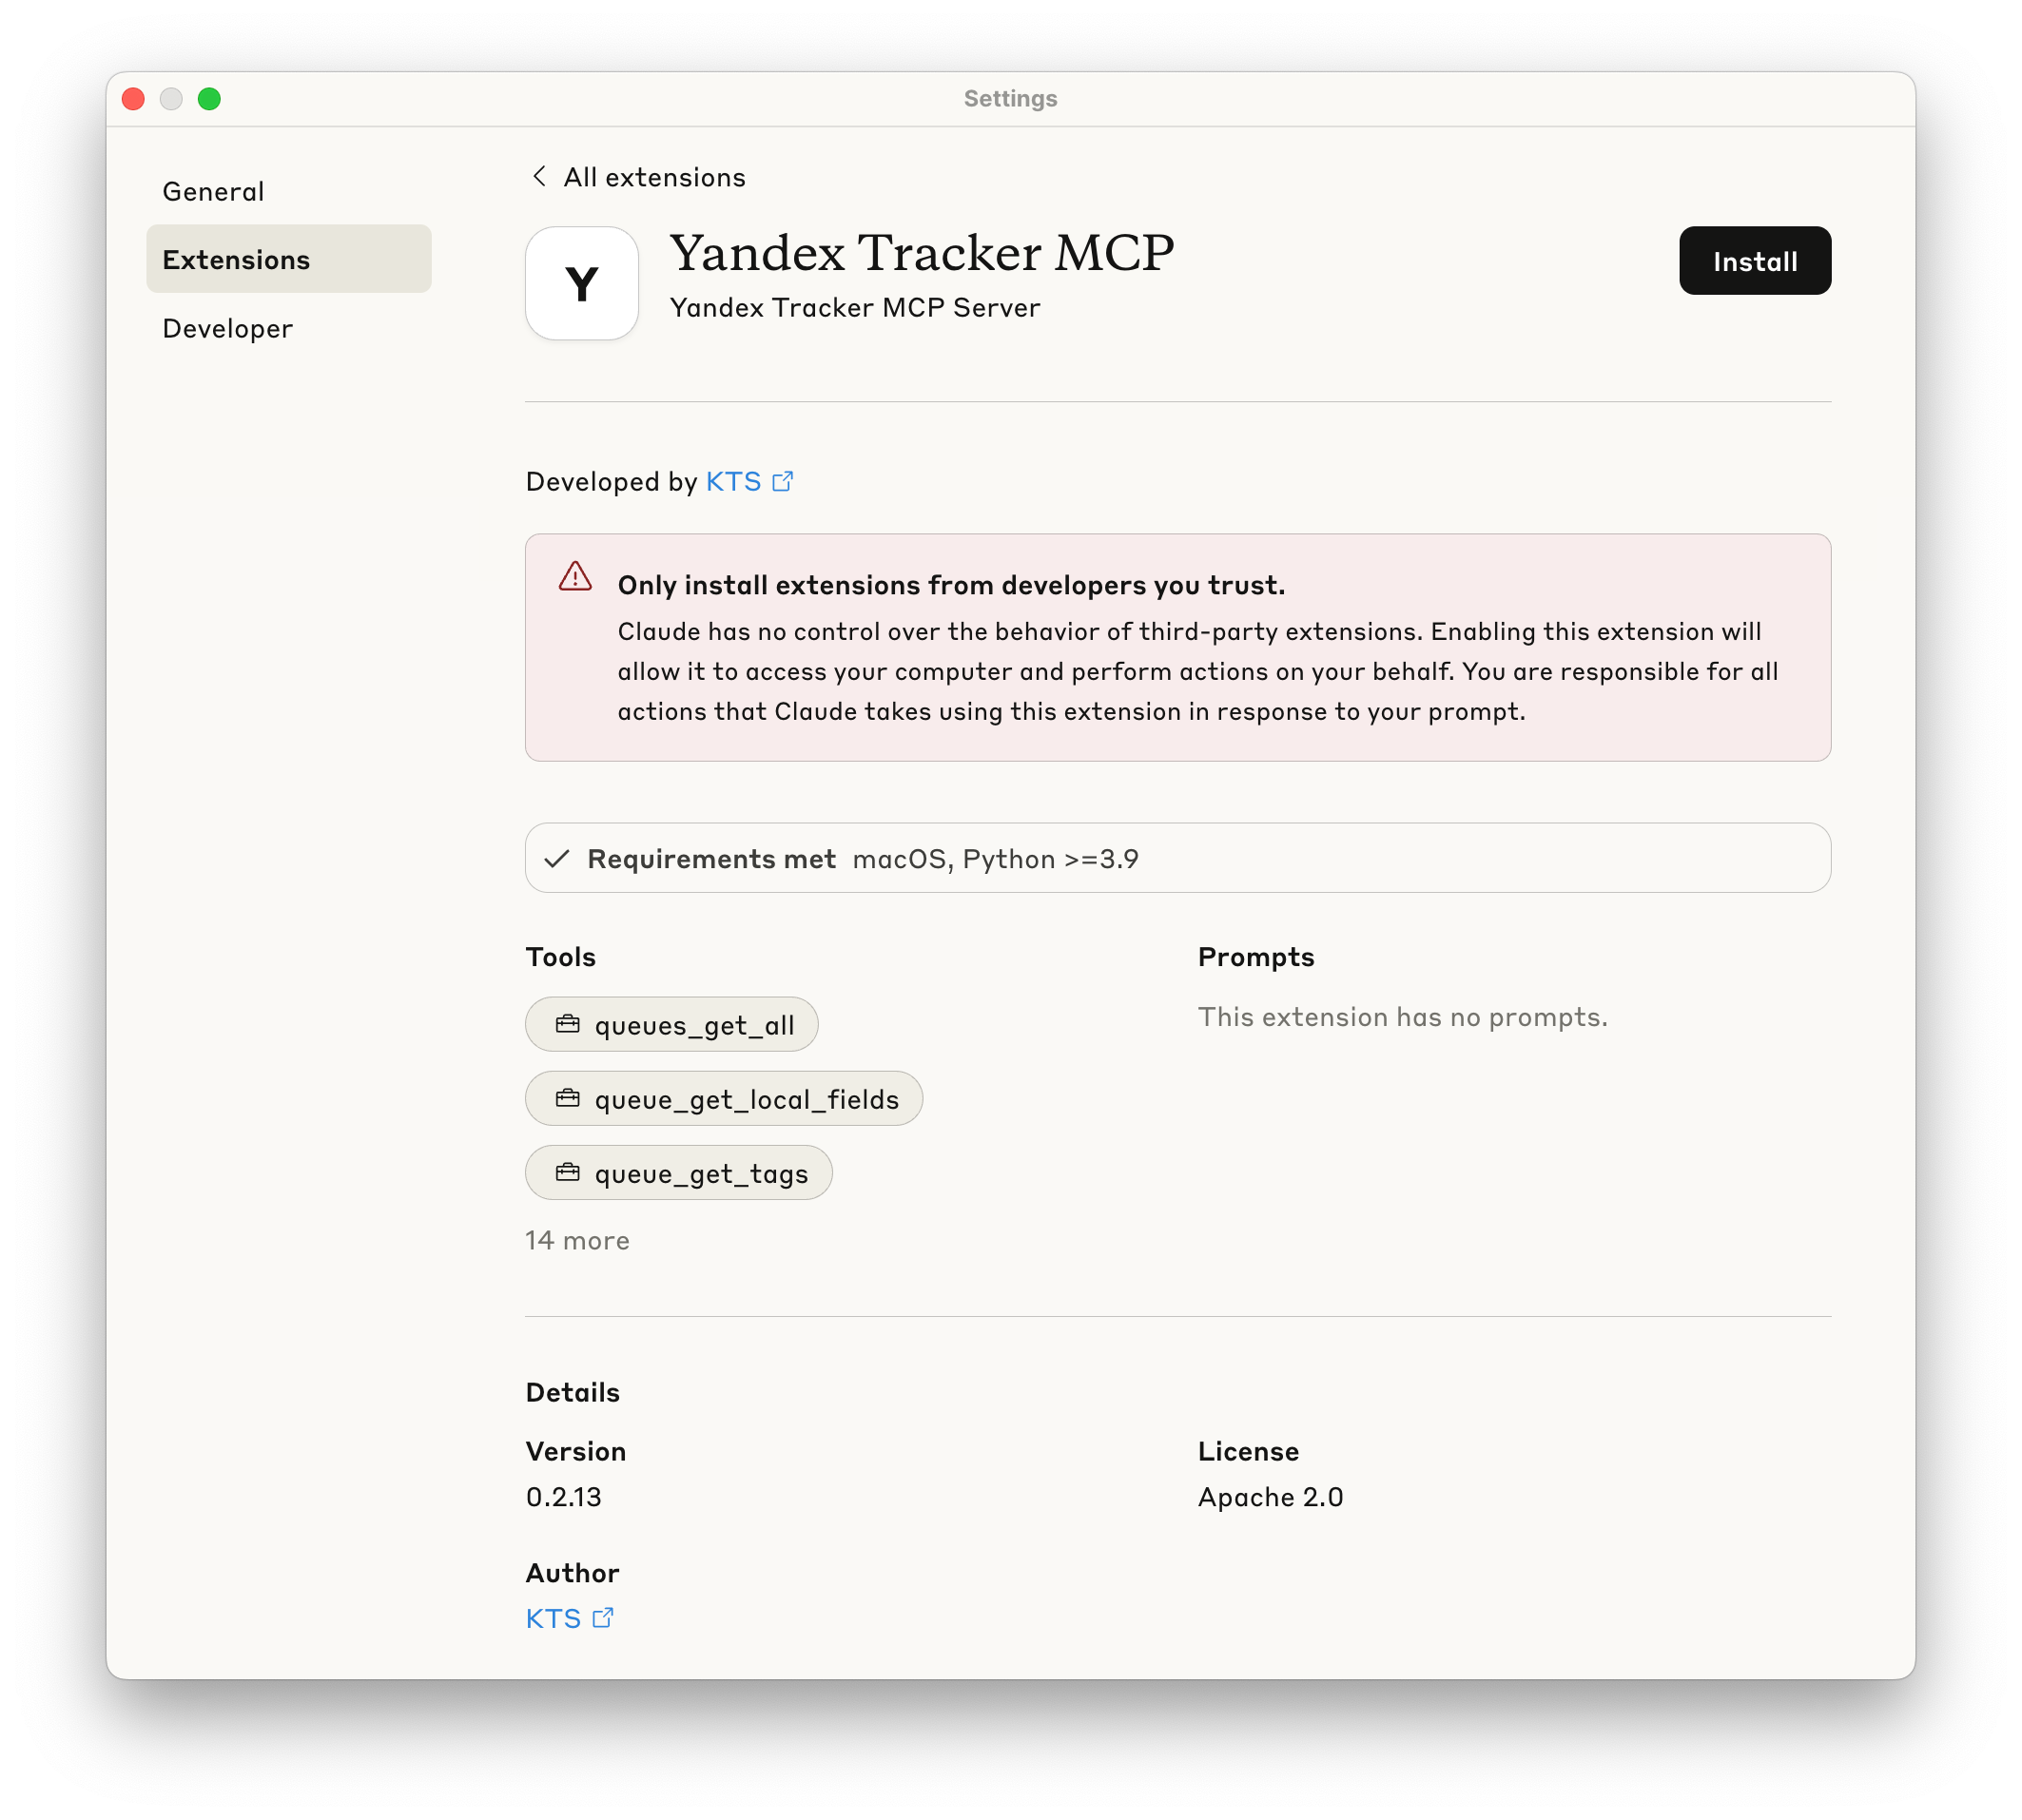 Settings
General
Extensions
Developer
All extensions
Y
Yandex Tracker MCP
Yandex Tracker MCP Server
Install
Developed by KTS
Only install extensions from developers you trust.
Claude has no control over the behavior of third-party extensions. Enabling this extension will
allow it to access your computer and perform actions on your behalf. You are responsible for all
actions that Claude takes using this extension in response to your prompt.
Requirements met macOS, Python >=3.9
Tools
queues_get_all
queue_get_local_fields
queue_get_tags
14 more
Prompts
This extension has no prompts.
Details
Version
0.2.13
License
Apache 2.0
Author
KTS